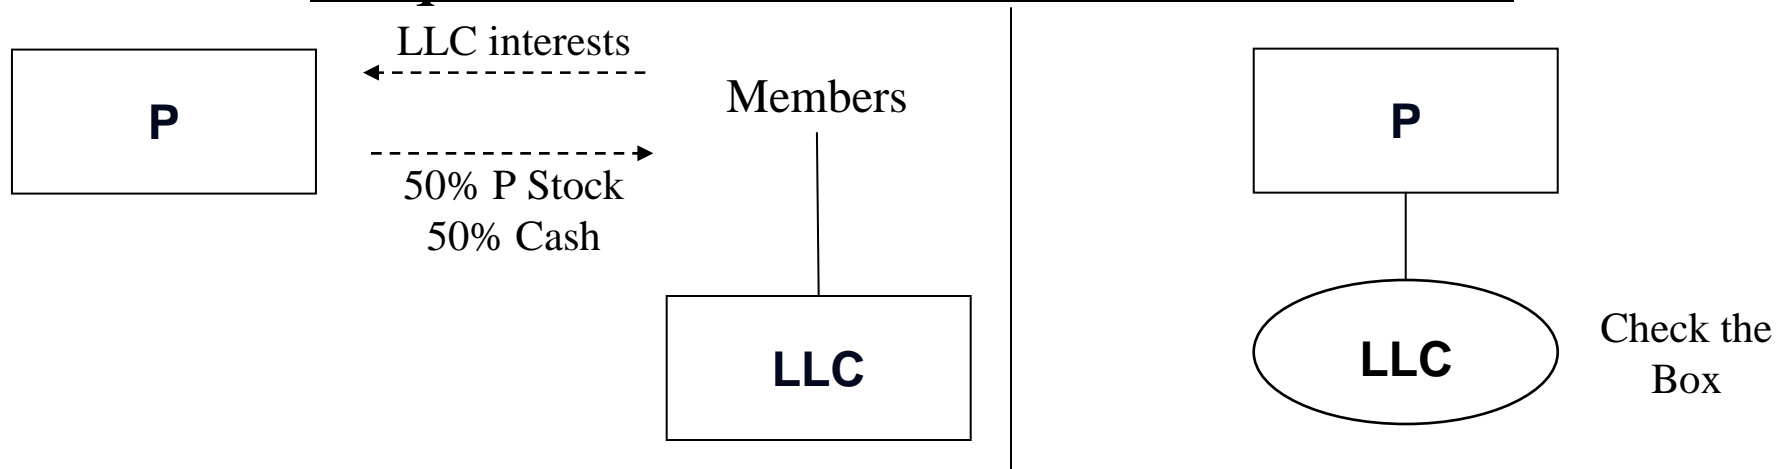 LLC interests
P
Members
50% P Stock
50% Cash
LLC
P
LLC
Check the
Box